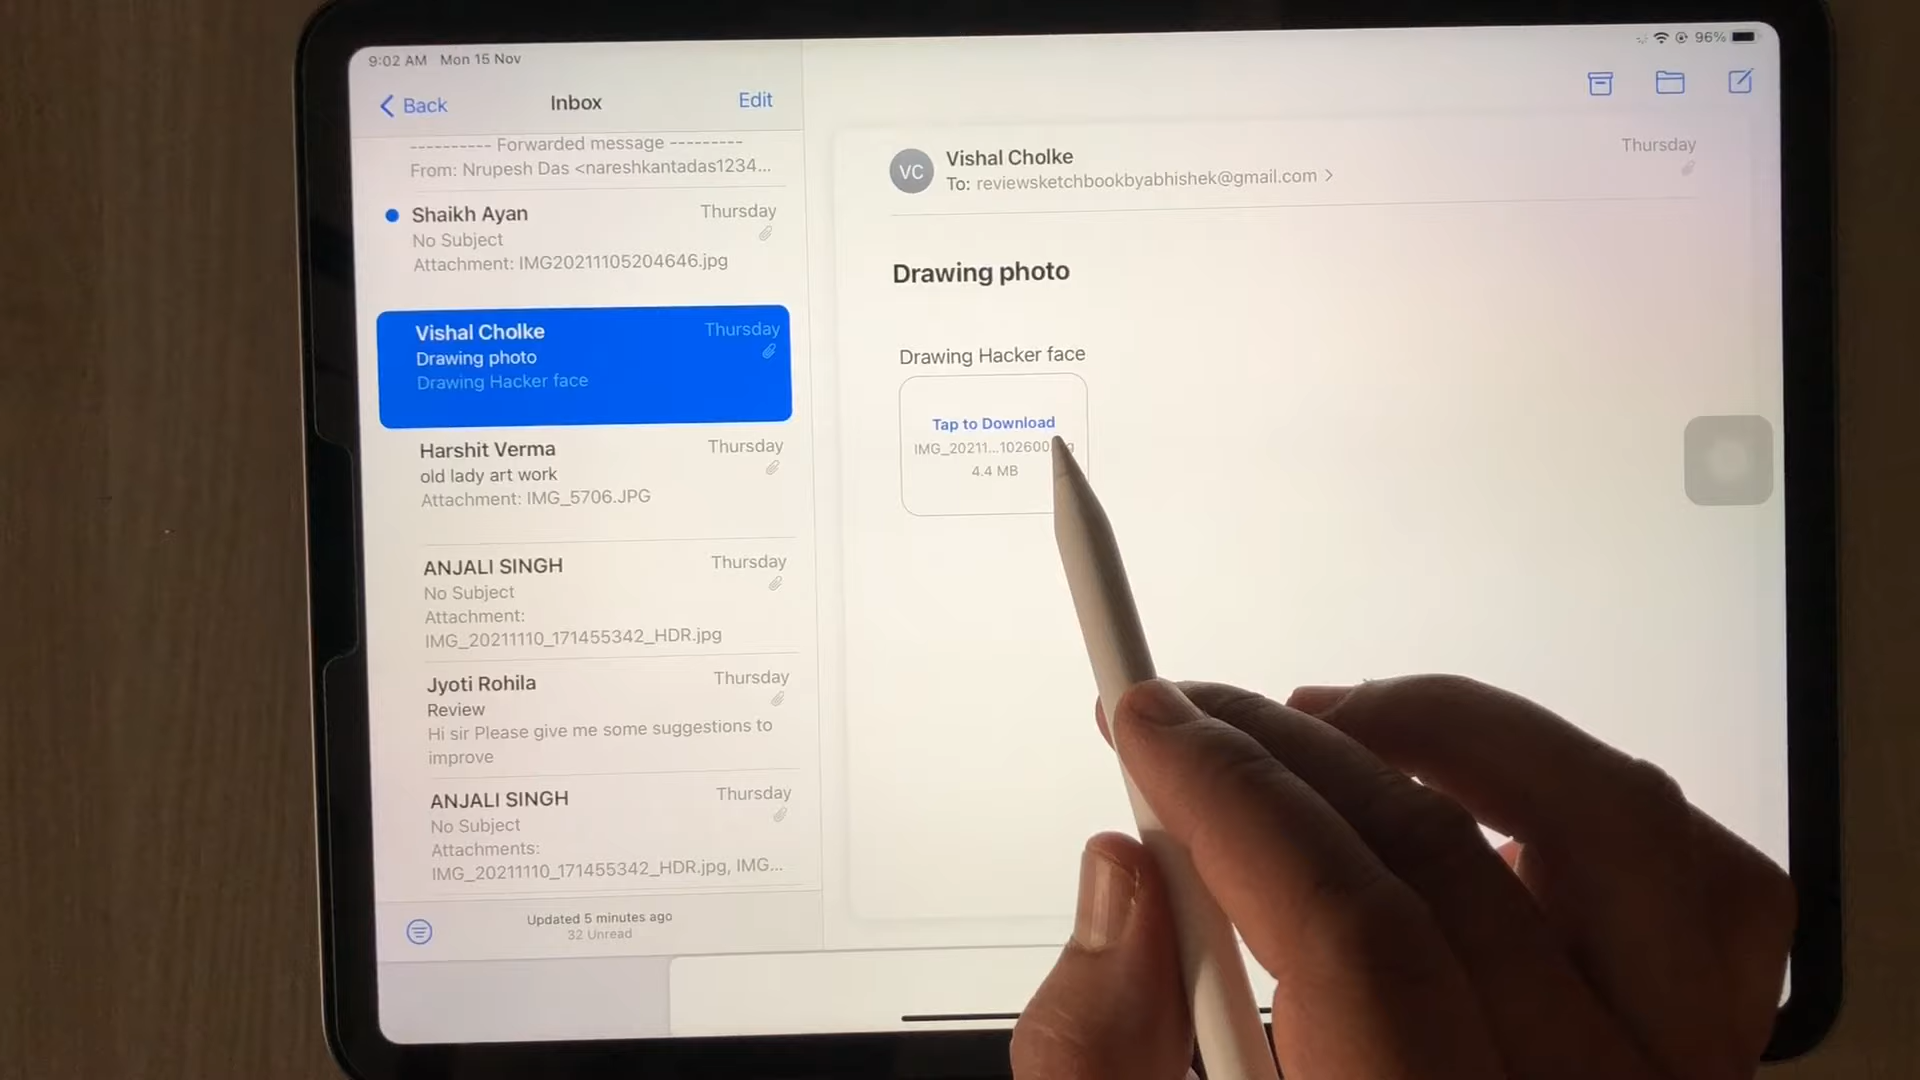 9:02 AM Mon 15 Nov
96%
Back
Inbox
Edit
---------- Forwarded message ---------
From: Nrupesh Das <nareshkantadas1234...
Shaikh Ayan
Thursday
No Subject
Attachment: IMG20211105204646.jpg
Vishal Cholke
Thursday
Drawing photo
Drawing Hacker face
Harshit Verma
Thursday
old lady art work
Attachment: IMG_5706.JPG
ANJALI SINGH
Thursday
No Subject
Attachment:
IMG_20211110_171455342_HDR.jpg
Jyoti Rohila
Thursday
Review
Hi sir Please give me some suggestions to
improve
ANJALI SINGH
Thursday
No Subject
Attachments:
IMG_20211110_171455342_HDR.jpg, IMG...
Updated 5 minutes ago
32 Unread
VC
Vishal Cholke
Thursday
To: reviewsketchbookbyabhishek@gmail.com >
Drawing photo
Drawing Hacker face
Tap to Download
4.4 MB